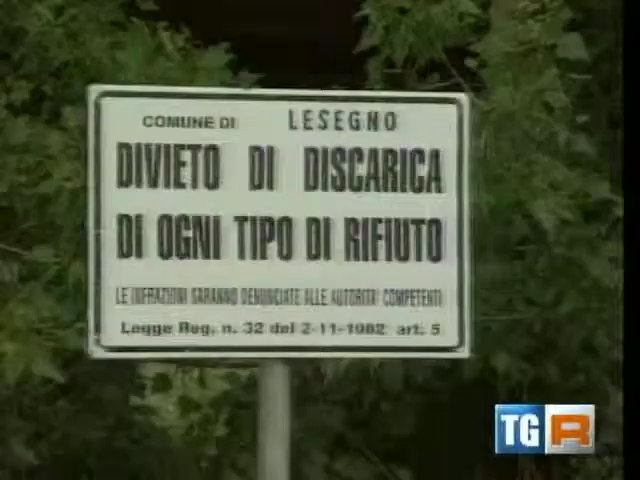 COMUNE DI LESEGNO
DIVIETO DI DISCARICA
DI OGNI TIPO DI RIFIUTO
LE INFRAZIONI SARANNO DENUNCIATE ALLE AUTORITA' COMPETENTI
Legge Reg. n. 32 del 2-11-1982 art. 5
TGR